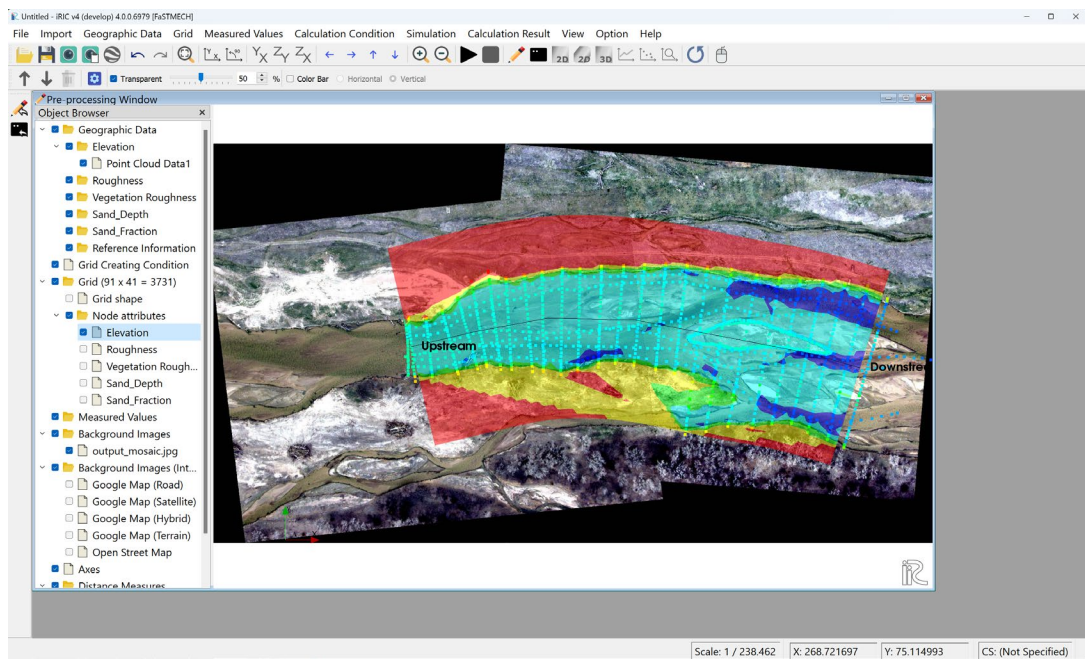 Untitled - iRIC v4 (develop) 4.0.0.6979 [FaSTMECH]
File Import Geographic Data Grid Measured Values Calculation Condition Simulation Calculation Result View Option Help
Transparent 50 % Color Bar Horizontal Vertical
Pre-processing Window
Object Browser
Geographic Data
Elevation
Point Cloud Data1
Roughness
Vegetation Roughness
Sand_Depth
Sand_Fraction
Reference Information
Grid Creating Condition
Grid (91 x 41 = 3731)
Grid shape
Node attributes
Elevation
Roughness
Vegetation Rough...
Sand_Depth
Sand_Fraction
Measured Values
Background Images
output_mosaic.jpg
Background Images (Int...
Google Map (Road)
Google Map (Satellite)
Google Map (Hybrid)
Google Map (Terrain)
Open Street Map
Axes
Distance Measures
Upstream
Downstre
iRC
Scale: 1 / 238.462 X: 268.721697 Y: 75.114993 CS: (Not Specified)